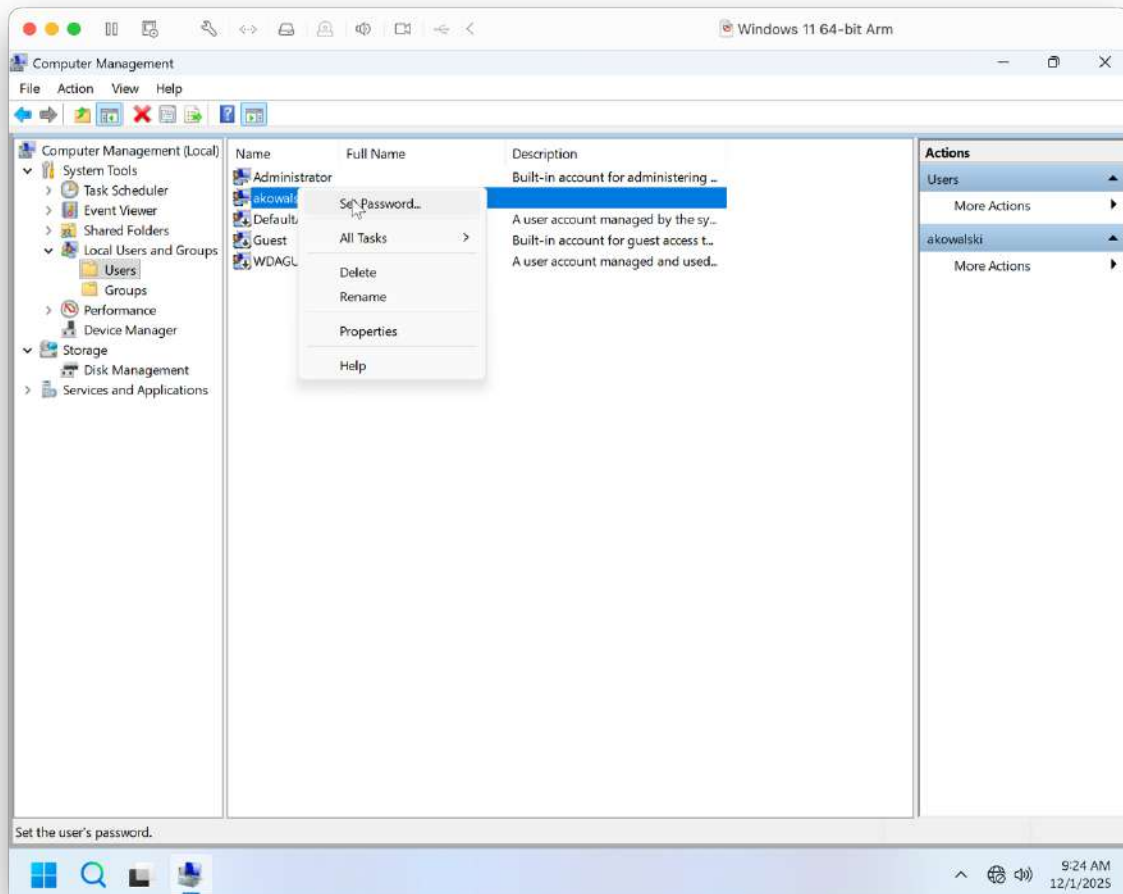 Windows 11 64-bit Arm
Computer Management
File Action View Help
Computer Management (Local)
System Tools
Task Scheduler
Event Viewer
Shared Folders
Local Users and Groups
Users
Groups
Performance
Device Manager
Storage
Disk Management
Services and Applications
Name Full Name Description
Administrator Built-in account for administering ...
akowals
Default A user account managed by the sy...
Guest Built-in account for guest access t...
WDAGU A user account managed and used...
Set Password...
All Tasks
Delete
Rename
Properties
Help
Actions
Users
More Actions
akowalski
More Actions
Set the user's password.
9:24 AM
12/1/2025